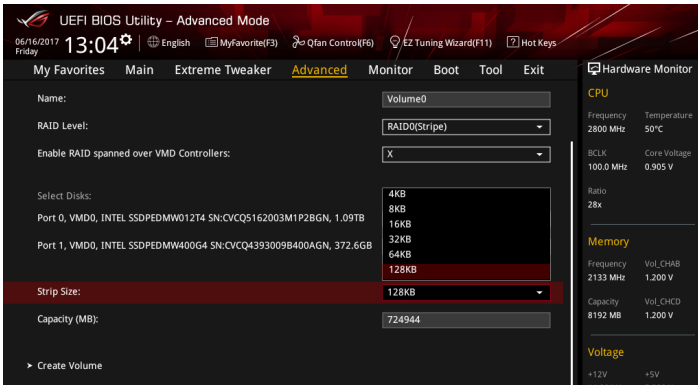 UEFI BIOS Utility – Advanced Mode
06/16/2017 Friday 13:04 English MyFavorite(F3) Qfan Control(F6) EZ Tuning Wizard(F11) ? Hot Keys
My Favorites Main Extreme Tweaker Advanced Monitor Boot Tool Exit
Name: Volume0
RAID Level: RAID0(Stripe)
Enable RAID spanned over VMD Controllers: X
Select Disks:
Port 0, VMD0, INTEL SSDPEDMW012T4 SN:CVCQ5162003M1P2BGN, 1.09TB
Port 1, VMD0, INTEL SSDPEDMW400G4 SN:CVCQ4393009B400AGN, 372.6GB
4KB
8KB
16KB
32KB
64KB
128KB
Strip Size: 128KB
Capacity (MB): 724944
> Create Volume
Hardware Monitor
CPU
Frequency Temperature
2800 MHz 50°C
BCLK Core Voltage
100.0 MHz 0.905 V
Ratio
28x
Memory
Frequency Vol_CHAB
2133 MHz 1.200 V
Capacity Vol_CHCD
8192 MB 1.200 V
Voltage
+12V +5V